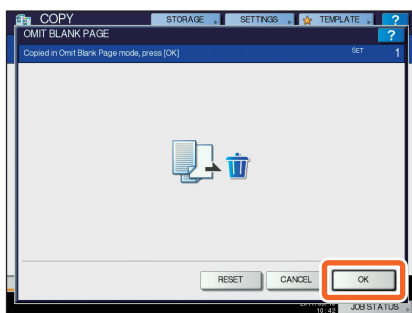 COPY STORAGE SETTINGS TEMPLATE ?
OMIT BLANK PAGE ?
Copied in Omit Blank Page mode, press [OK] SET 1
RESET CANCEL OK
10:42 JOB STATUS